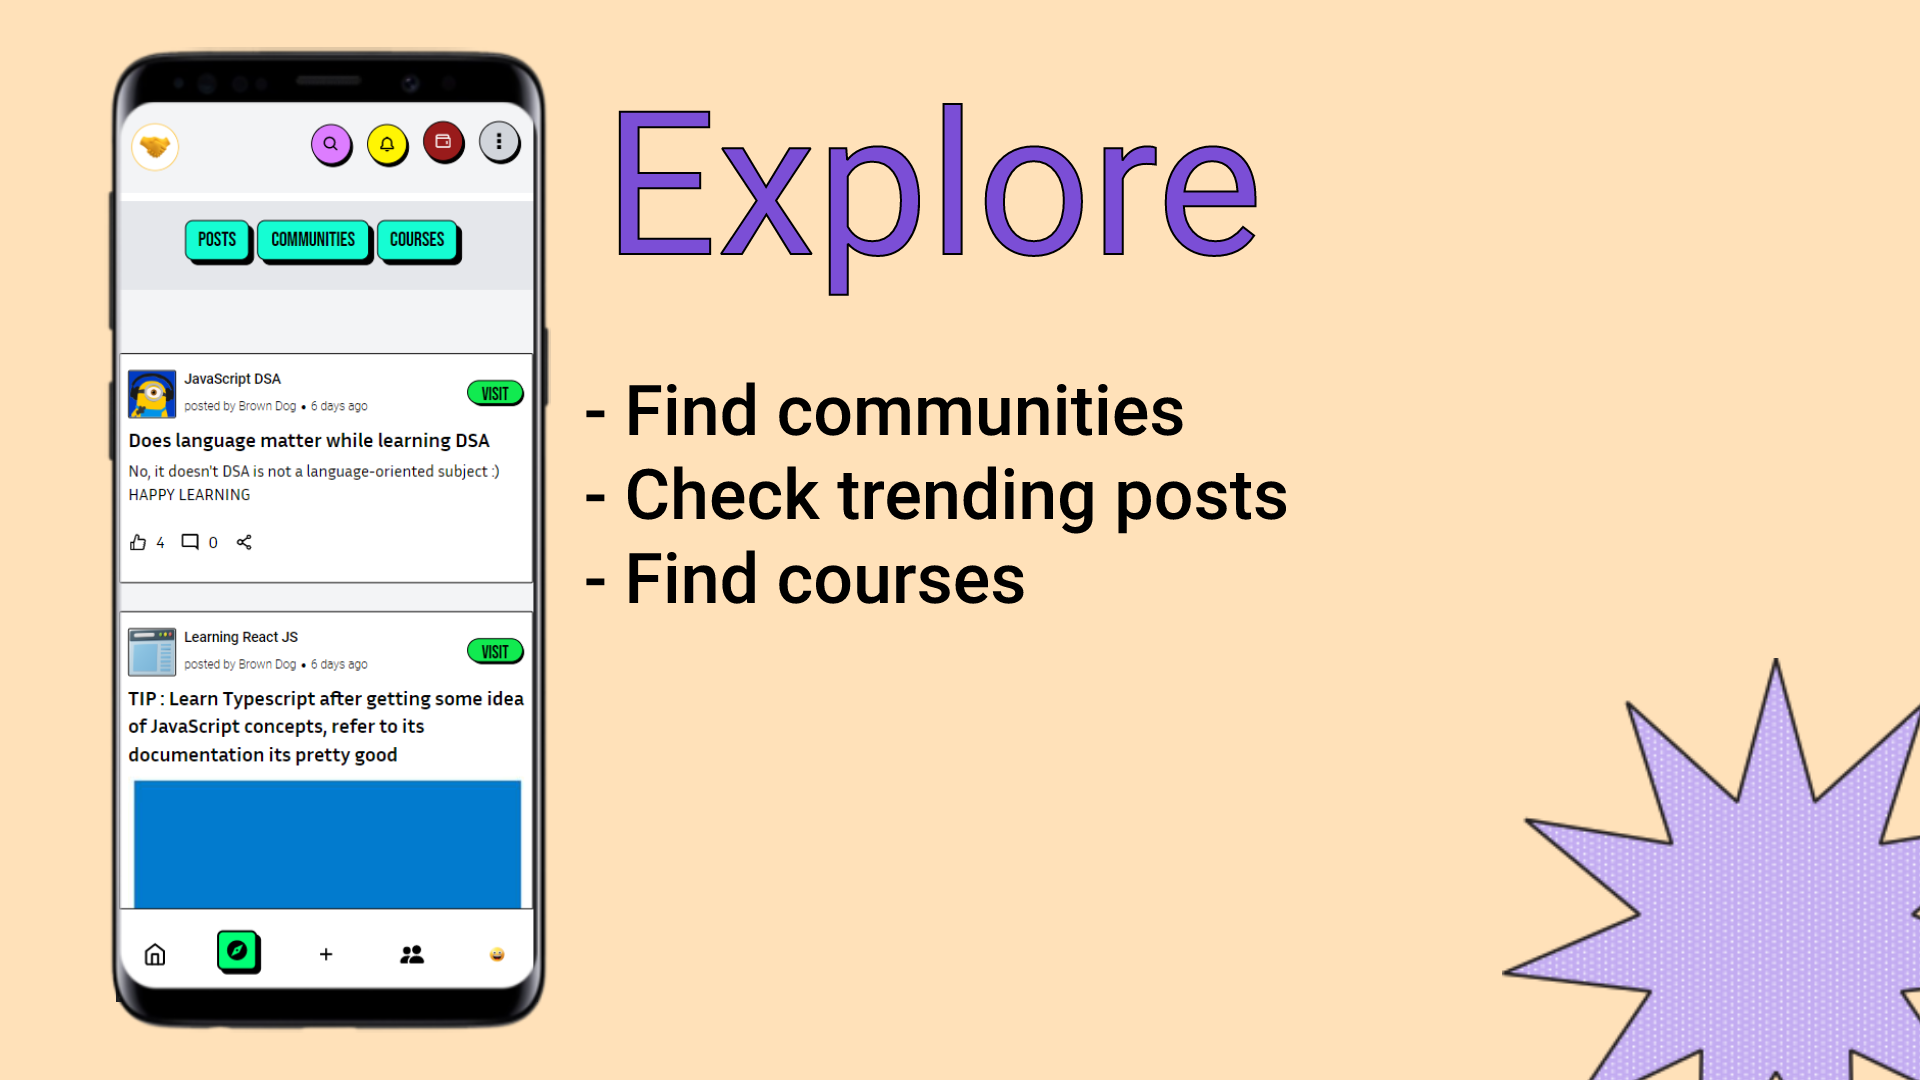 POSTS COMMUNITIES COURSES
JavaScript DSA
posted by Brown Dog • 6 days ago
VISIT
Does language matter while learning DSA
No, it doesn't DSA is not a language-oriented subject :)
HAPPY LEARNING
4 0
Learning React JS
posted by Brown Dog • 6 days ago
VISIT
TIP : Learn Typescript after getting some idea
of JavaScript concepts, refer to its
documentation its pretty good
Explore
- Find communities
- Check trending posts
- Find courses